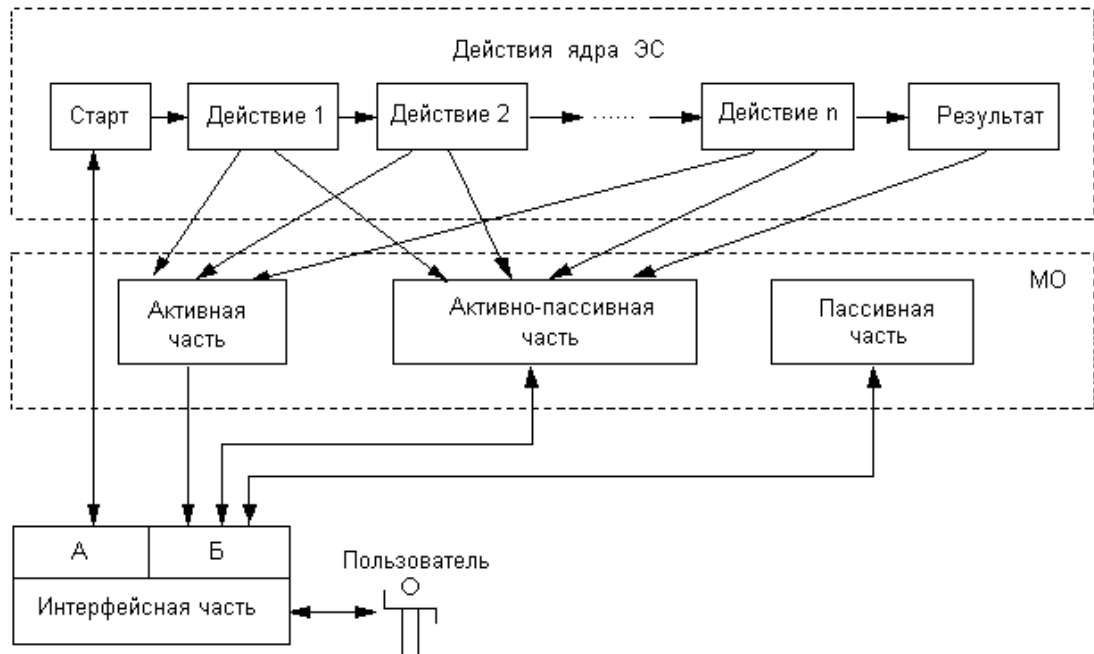 Действия ядра ЭС
Старт
Действие 1
Действие 2
......
Действие n
Результат
МО
Активная
часть
Активно-пассивная
часть
Пассивная
часть
А
Б
Интерфейсная часть
Пользователь